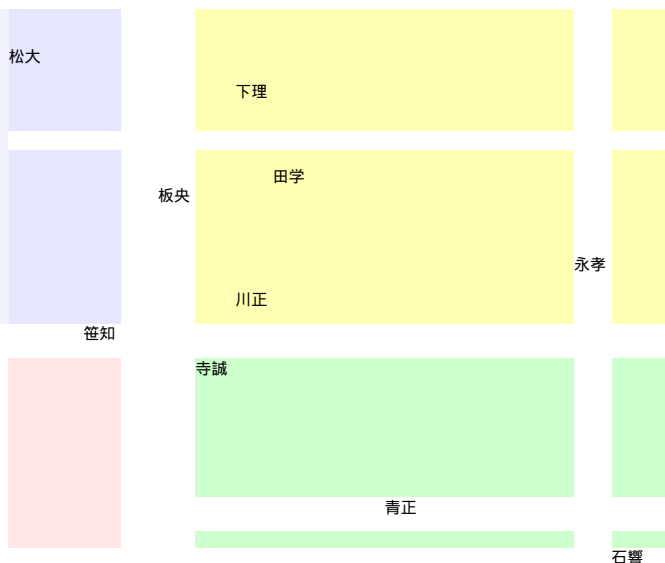 松大
下理
田学
板央
永孝
川正
笹知
寺誠
青正
石響